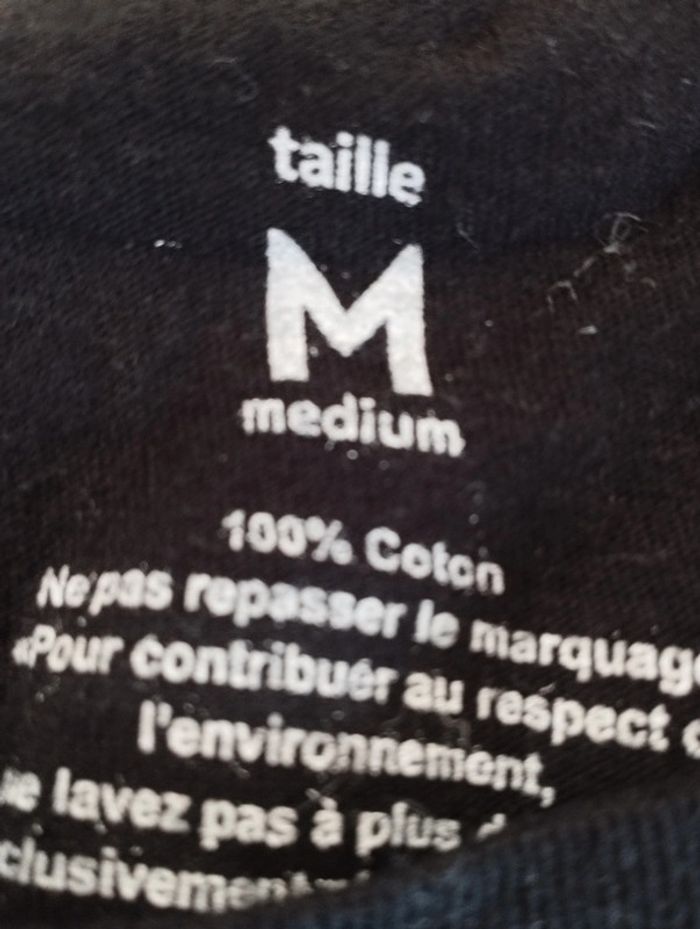 taille
M
medium
100% Coton
Ne pas repasser le marquage
«Pour contribuer au respect
l'environnement,
lavez pas à plus